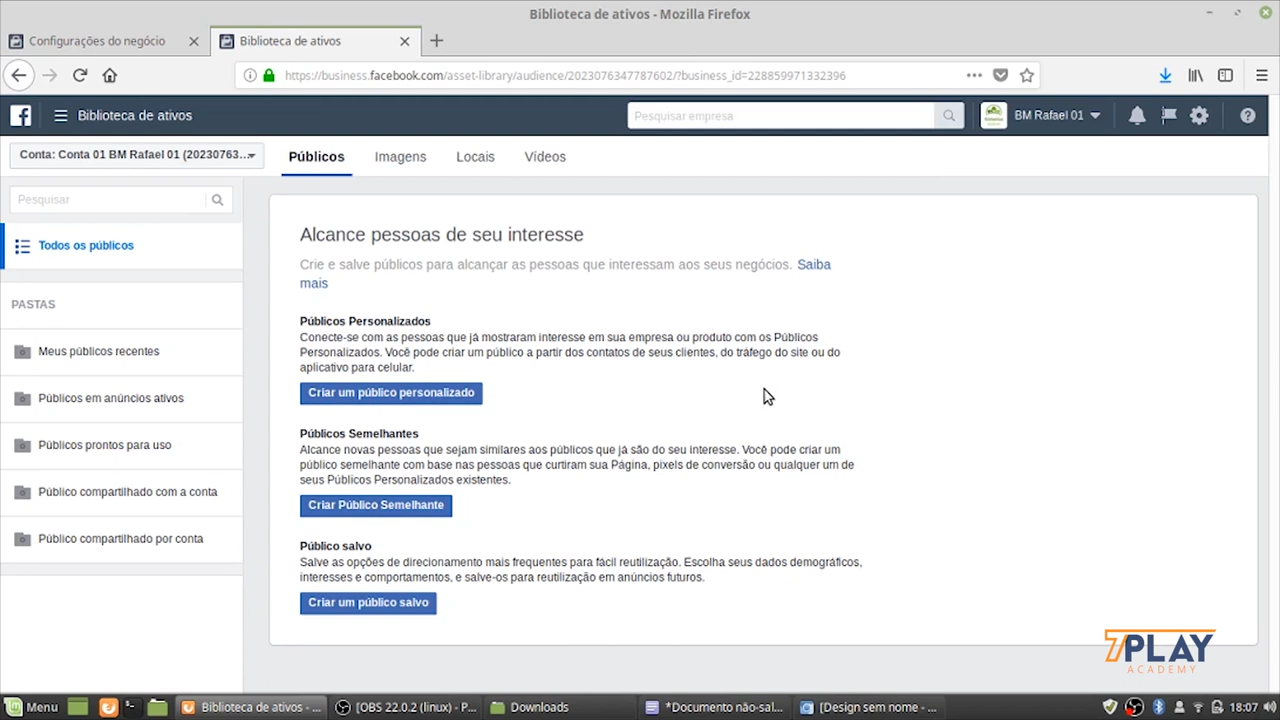 Biblioteca de ativos - Mozilla Firefox
Configurações do negócio
Biblioteca de ativos
https://business.facebook.com/asset-library/audience/2023076347787602/?business_id=228859971332396
Biblioteca de ativos
Pesquisar empresa
BM Rafael 01
Conta: Conta 01 BM Rafael 01 (20230763...
Públicos
Imagens
Locais
Vídeos
Pesquisar
Todos os públicos
PASTAS
Meus públicos recentes
Públicos em anúncios ativos
Públicos prontos para uso
Público compartilhado com a conta
Público compartilhado por conta
Alcance pessoas de seu interesse
Crie e salve públicos para alcançar as pessoas que interessam aos seus negócios. Saiba
mais
Públicos Personalizados
Conecte-se com as pessoas que já mostraram interesse em sua empresa ou produto com os Públicos
Personalizados. Você pode criar um público a partir dos contatos de seus clientes, do tráfego do site ou do
aplicativo para celular.
Criar um público personalizado
Públicos Semelhantes
Alcance novas pessoas que sejam similares aos públicos que já são do seu interesse. Você pode criar um
público semelhante com base nas pessoas que curtiram sua Página, pixels de conversão ou qualquer um de
seus Públicos Personalizados existentes.
Criar Público Semelhante
Público salvo
Salve as opções de direcionamento mais frequentes para fácil reutilização. Escolha seus dados demográficos,
interesses e comportamentos, e salve-os para reutilização em anúncios futuros.
Criar um público salvo
7PLAY
ACADEMY
Menu
Biblioteca de ativos - ...
[OBS 22.0.2 (linux) - P...
Downloads
*Documento não-sal...
[Design sem nome - ...
18:07